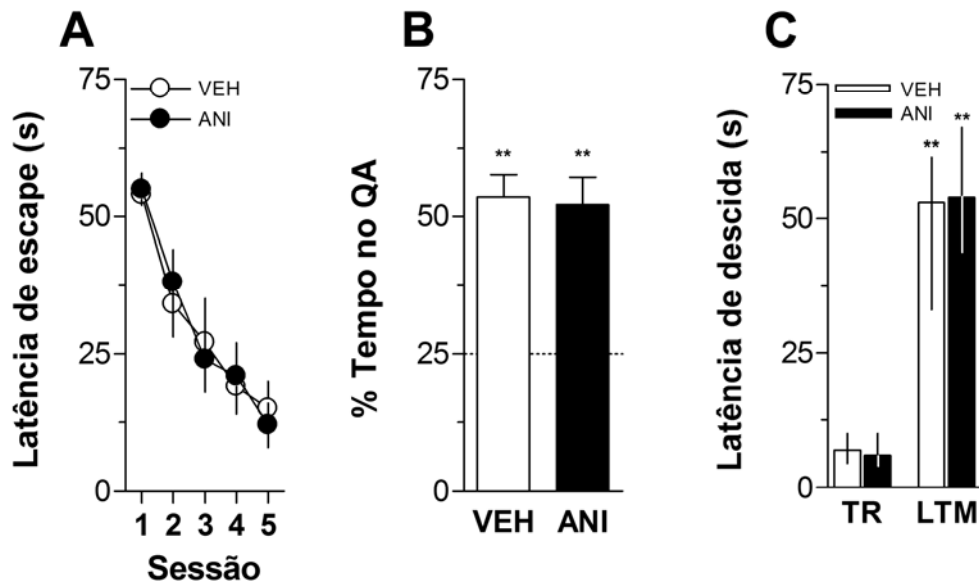 A
Latência de escape (s)
75
50
25
0
VEH
ANI
1 2 3 4 5
Sessão
B
% Tempo no QA
75
50
25
0
** **
VEH ANI
C
Latência de descida (s)
75
50
25
0
VEH
ANI
** **
TR LTM